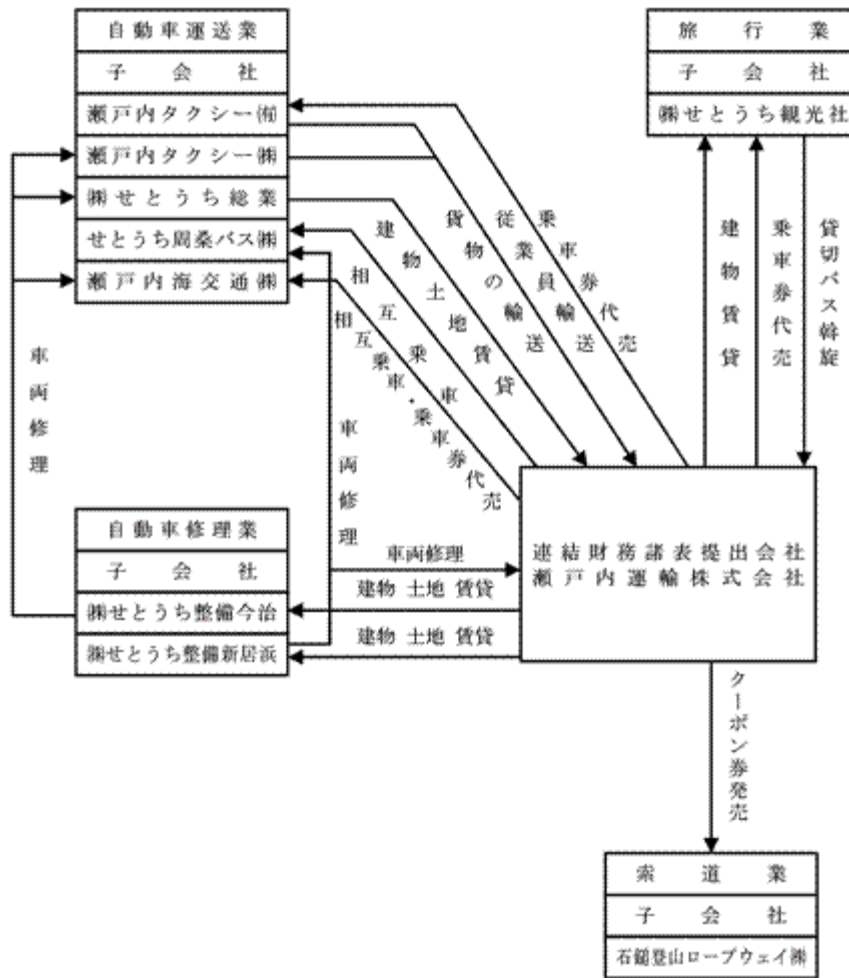 自動車運送業
子会社
瀬戸内タクシー㈲
瀬戸内タクシー㈱
㈱せとうち総業
せとうち周桑バス㈱
瀬戸内海交通㈱
旅行業
子会社
㈱せとうち観光社
乗車券代売
従業員輸送
貨物の輸送
建物土地賃貸
相互乗車
相互乗車・乗車券代売
建物賃貸
乗車券代売
貸切バス斡旋
車両修理
車両修理
自動車修理業
子会社
㈱せとうち整備今治
㈱せとうち整備新居浜
車両修理
建物 土地 賃貸
建物 土地 賃貸
連結財務諸表提出会社
瀬戸内運輸株式会社
クーポン券発売
索道業
子会社
石鎚登山ロープウェイ㈱